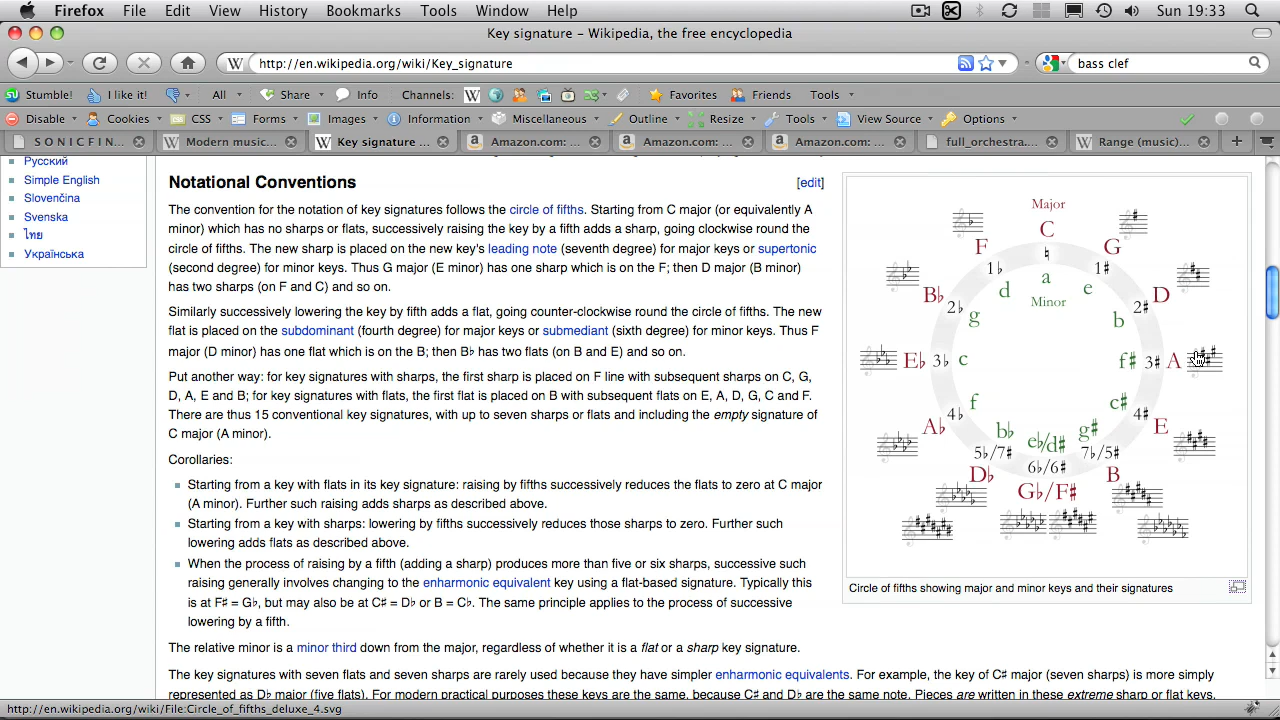 Firefox File Edit View History Bookmarks Tools Window Help Sun 19:33
Key signature – Wikipedia, the free encyclopedia
W http://en.wikipedia.org/wiki/Key_signature bass clef
Stumble! I like it! All Share Info Channels: W Favorites Friends Tools
Disable Cookies CSS Forms Images Information Miscellaneous Outline Resize Tools View Source Options
S O N I C F I N... Modern music... Key signature ... Amazon.com: ... Amazon.com: ... Amazon.com: ... full_orchestra.... Range (music)...
Русский
Simple English
Slovenčina
Svenska
ไทย
Українська
Notational Conventions [edit]
The convention for the notation of key signatures follows the circle of fifths. Starting from C major (or equivalently A
minor) which has no sharps or flats, successively raising the key by a fifth adds a sharp, going clockwise round the
circle of fifths. The new sharp is placed on the new key's leading note (seventh degree) for major keys or supertonic
(second degree) for minor keys. Thus G major (E minor) has one sharp which is on the F; then D major (B minor)
has two sharps (on F and C) and so on.
Similarly successively lowering the key by fifth adds a flat, going counter-clockwise round the circle of fifths. The new
flat is placed on the subdominant (fourth degree) for major keys or submediant (sixth degree) for minor keys. Thus F
major (D minor) has one flat which is on the B; then B♭ has two flats (on B and E) and so on.
Put another way: for key signatures with sharps, the first sharp is placed on F line with subsequent sharps on C, G,
D, A, E and B; for key signatures with flats, the first flat is placed on B with subsequent flats on E, A, D, G, C and F.
There are thus 15 conventional key signatures, with up to seven sharps or flats and including the empty signature of
C major (A minor).
Corollaries:
Starting from a key with flats in its key signature: raising by fifths successively reduces the flats to zero at C major
(A minor). Further such raising adds sharps as described above.
Starting from a key with sharps: lowering by fifths successively reduces those sharps to zero. Further such
lowering adds flats as described above.
When the process of raising by a fifth (adding a sharp) produces more than five or six sharps, successive such
raising generally involves changing to the enharmonic equivalent key using a flat-based signature. Typically this
is at F♯ = G♭, but may also be at C♯ = D♭ or B = C♭. The same principle applies to the process of successive
lowering by a fifth.
The relative minor is a minor third down from the major, regardless of whether it is a flat or a sharp key signature.
The key signatures with seven flats and seven sharps are rarely used because they have simpler enharmonic equivalents. For example, the key of C♯ major (seven sharps) is more simply
represented as D♭ major (five flats). For modern practical purposes these keys are the same, because C♯ and D♭ are the same note. Pieces are written in these extreme sharp or flat keys.
Major
C
F ♮ G
1♭ 1♯
d a e
Minor
B♭ 2♭ 2♯ D
g b
E♭ 3♭ c f♯ 3♯ A
f c♯
A♭ 4♭ 4♯ E
b♭ e♭/d♯ g♯
5♭/7♯ 6♭/6♯ 7♭/5♯
D♭ G♭/F♯ B
Circle of fifths showing major and minor keys and their signatures
http://en.wikipedia.org/wiki/File:Circle_of_fifths_deluxe_4.svg